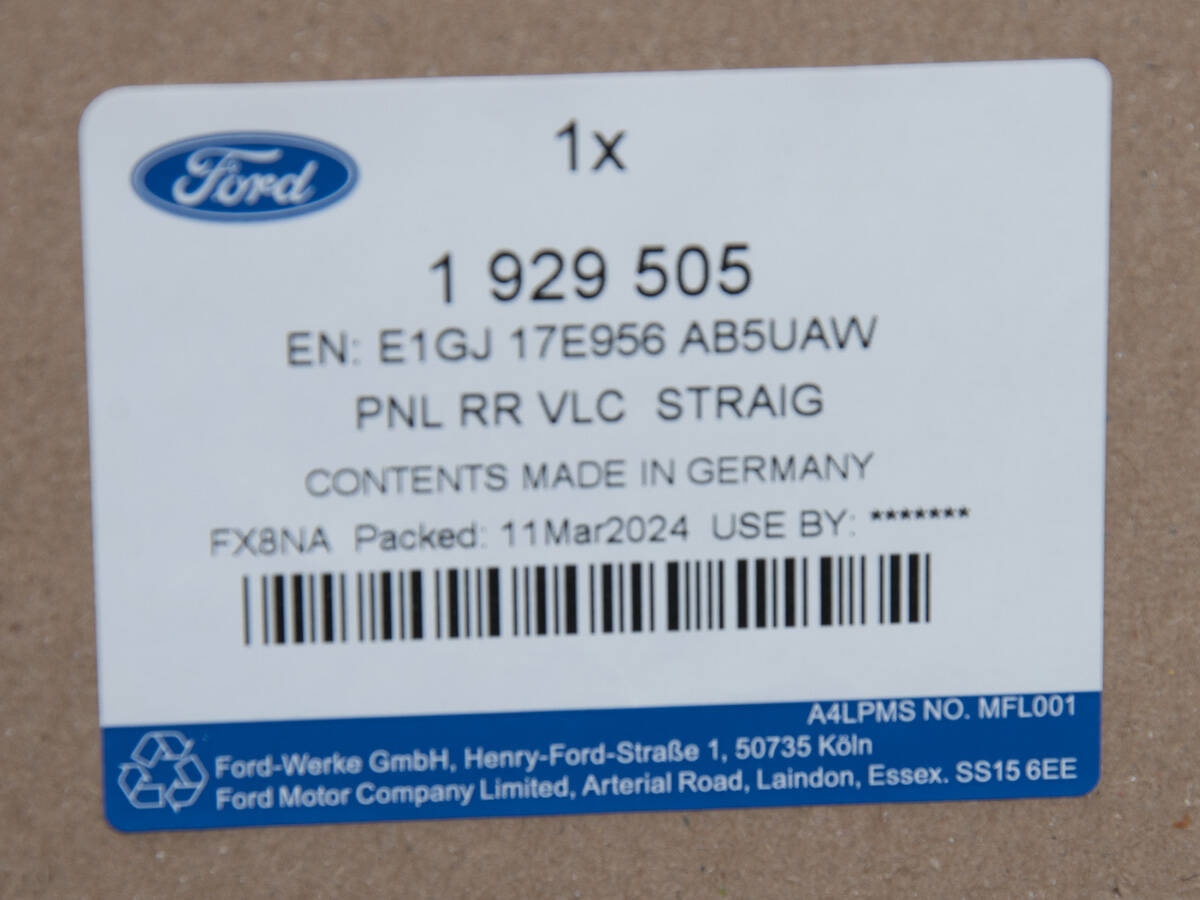 Ford
1x
1 929 505
EN: E1GJ 17E956 AB5UAW
PNL RR VLC STRAIG
CONTENTS MADE IN GERMANY
FX8NA Packed: 11Mar2024 USE BY: *******
A4LPMS NO. MFL001
Ford-Werke GmbH, Henry-Ford-Straße 1, 50735 Köln
Ford Motor Company Limited, Arterial Road, Laindon, Essex. SS15 6EE